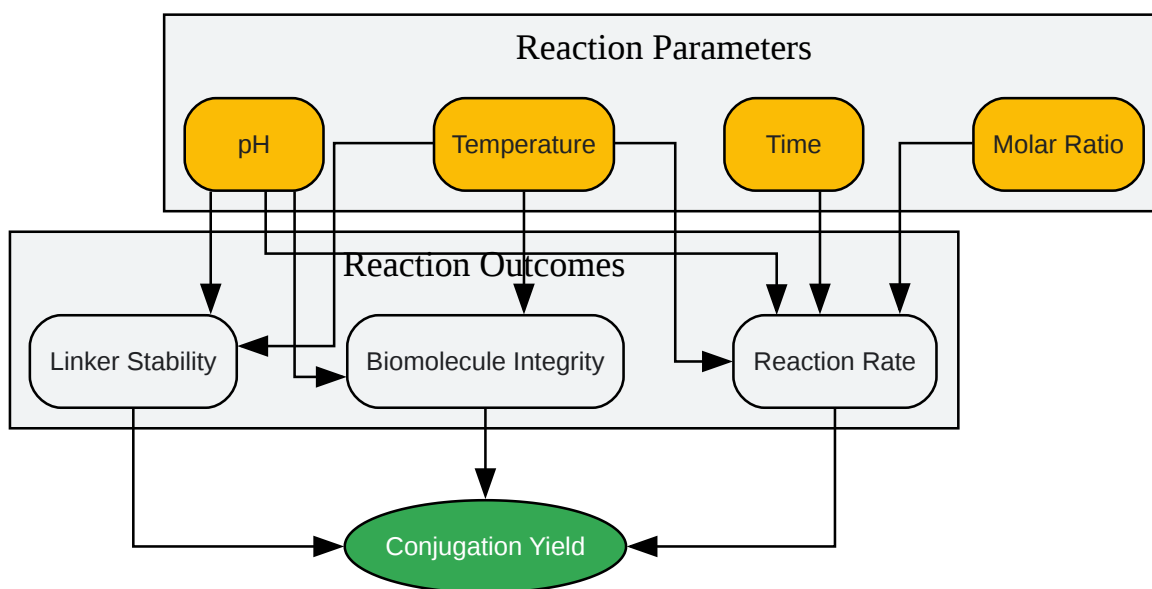 Reaction Parameters
pH
Temperature
Time
Molar Ratio
Reaction Outcomes
Linker Stability
Biomolecule Integrity
Reaction Rate
Conjugation Yield